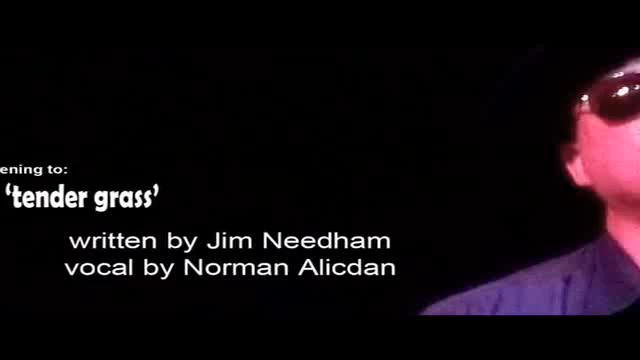 ening to:
‘tender grass’
written by Jim Needham
vocal by Norman Alicdan